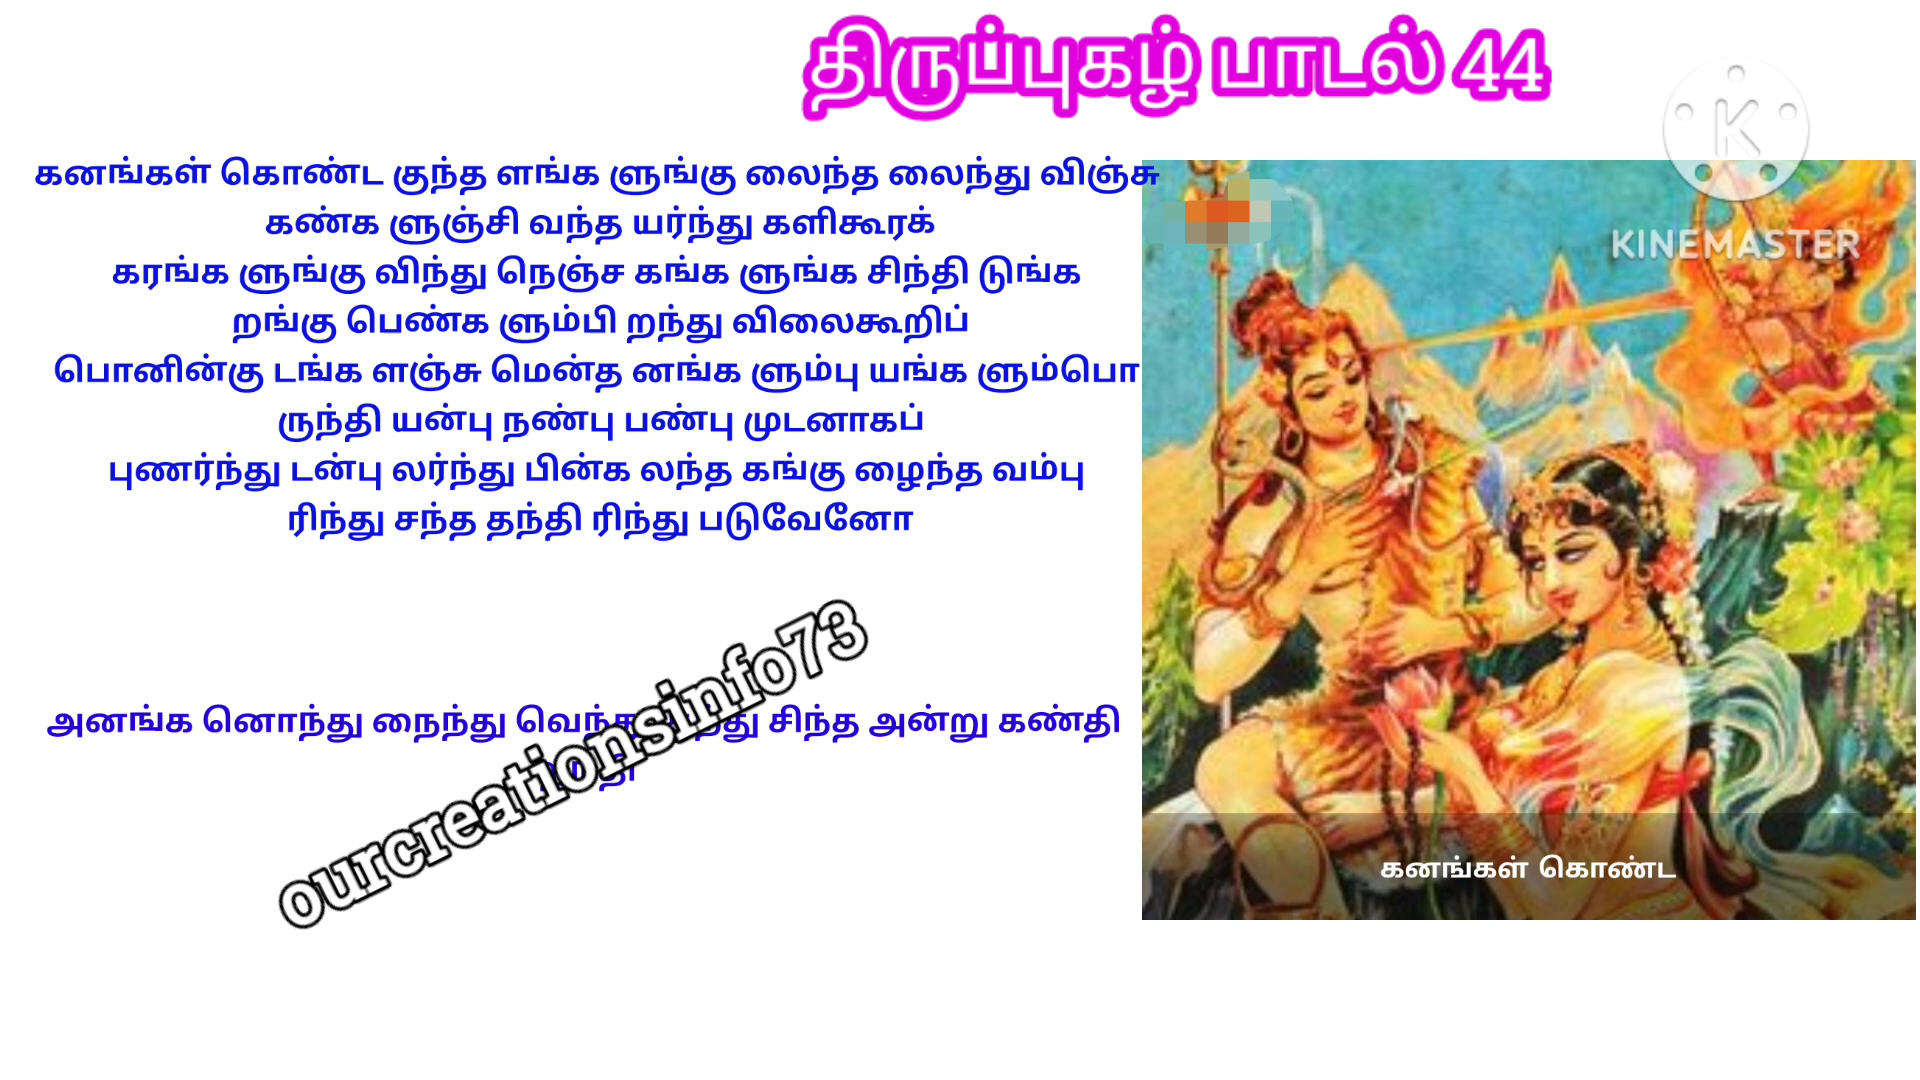 திருப்புகழ் பாடல் 44
கனங்கள் கொண்ட குந்த ளங்க ளுங்கு லைந்த லைந்து விஞ்சு
கண்க ளுஞ்சி வந்த யர்ந்து களிகூரக்
கரங்க ளுங்கு விந்து நெஞ்ச கங்க ளுங்க சிந்தி டுங்க
றங்கு பெண்க ளும்பி றந்து விலைகூறிப்
பொனின்கு டங்க ளஞ்சு மென்த னங்க ளும்பு யங்க ளும்பொ
ருந்தி யன்பு நண்பு பண்பு முடனாகப்
புணர்ந்து டன்பு லர்ந்து பின்க லந்த கங்கு ழைந்த வம்பு
ரிந்து சந்த தந்தி ரிந்து படுவேனோ
அனங்க னொந்து நைந்து சிந்த அன்று கண்தி
ourcreationsinfo73
K
KINEMASTER
கனங்கள் கொண்ட